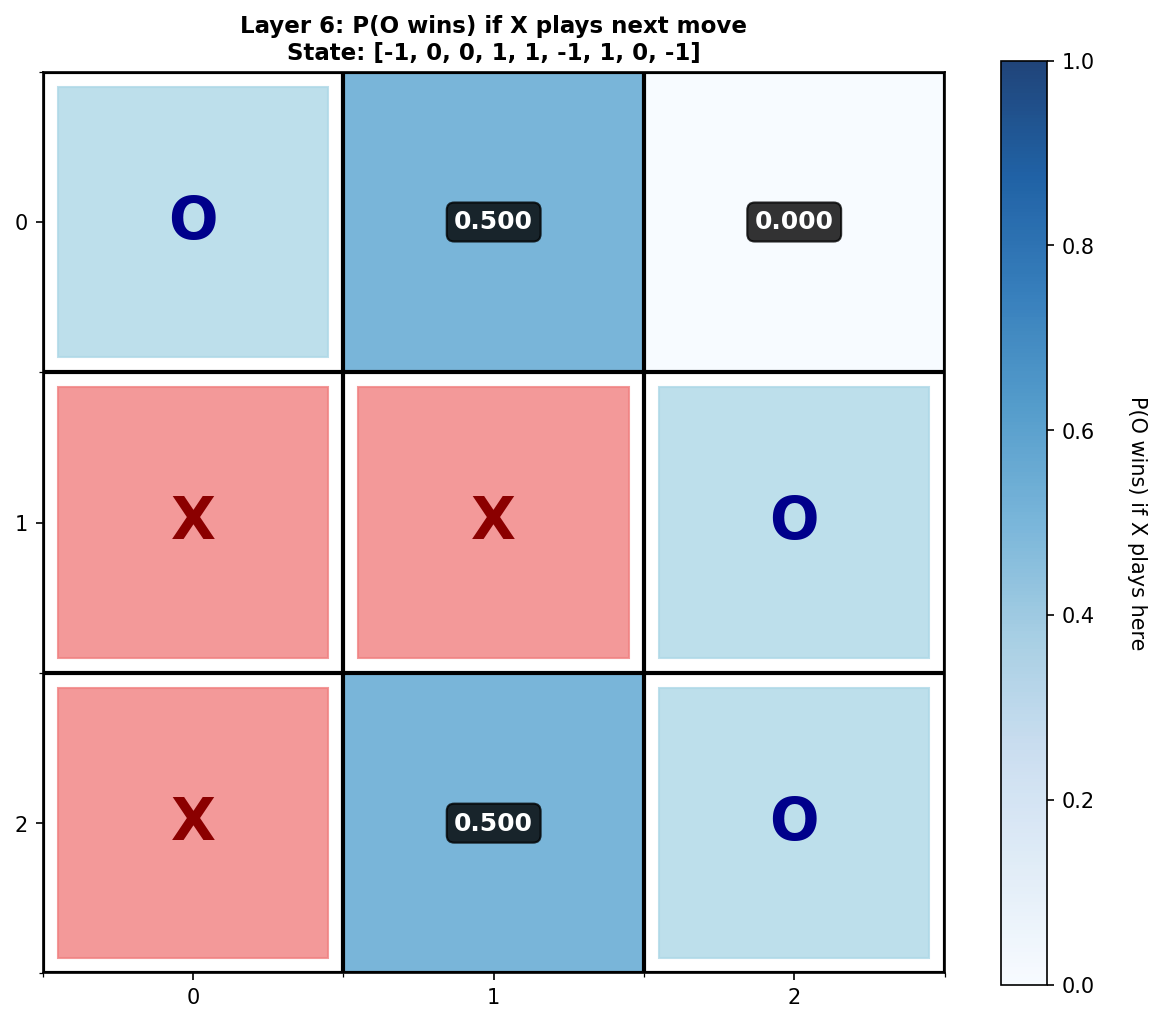 Layer 6: P(O wins) if X plays next move
State: [-1, 0, 0, 1, 1, -1, 1, 0, -1]
O
0.500
0.000
X
X
O
X
0.500
O
0
1
2
0
1
2
1.0
0.8
0.6
0.4
0.2
0.0
P(O wins) if X plays here